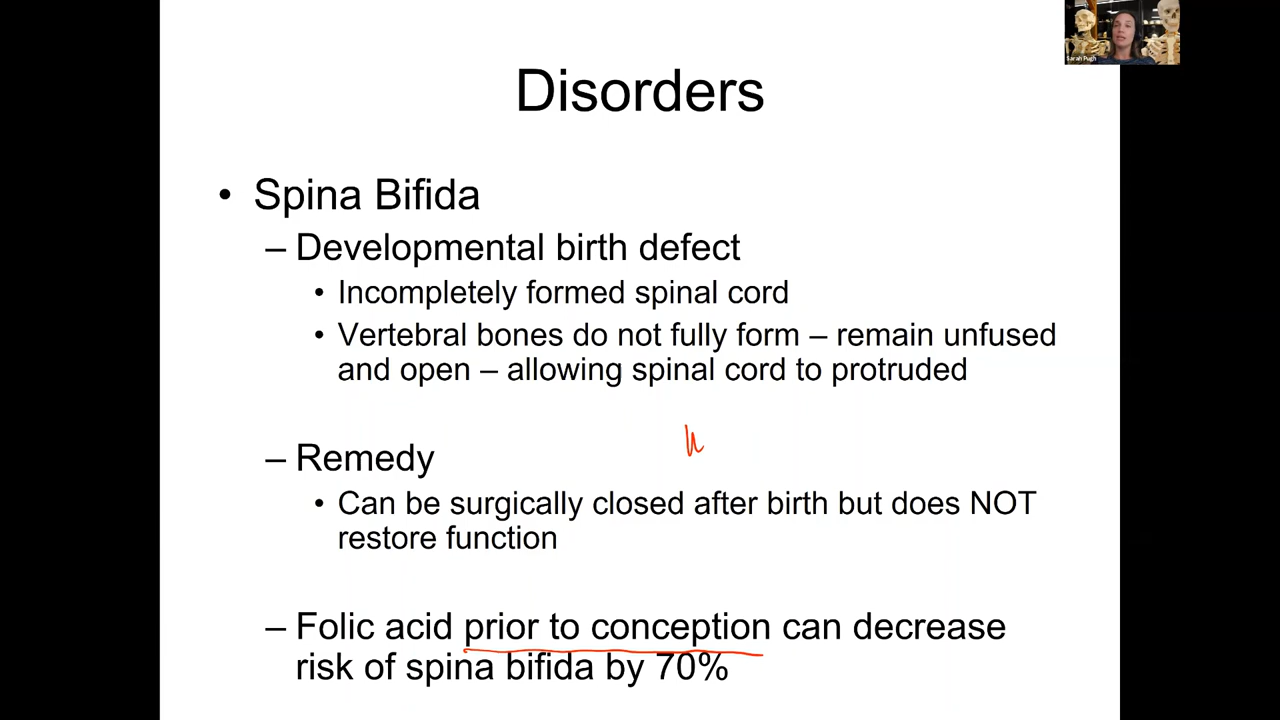 Sarah Pugh
Disorders
• Spina Bifida
– Developmental birth defect
• Incompletely formed spinal cord
• Vertebral bones do not fully form – remain unfused
and open – allowing spinal cord to protruded
– Remedy
• Can be surgically closed after birth but does NOT
restore function
– Folic acid prior to conception can decrease
risk of spina bifida by 70%